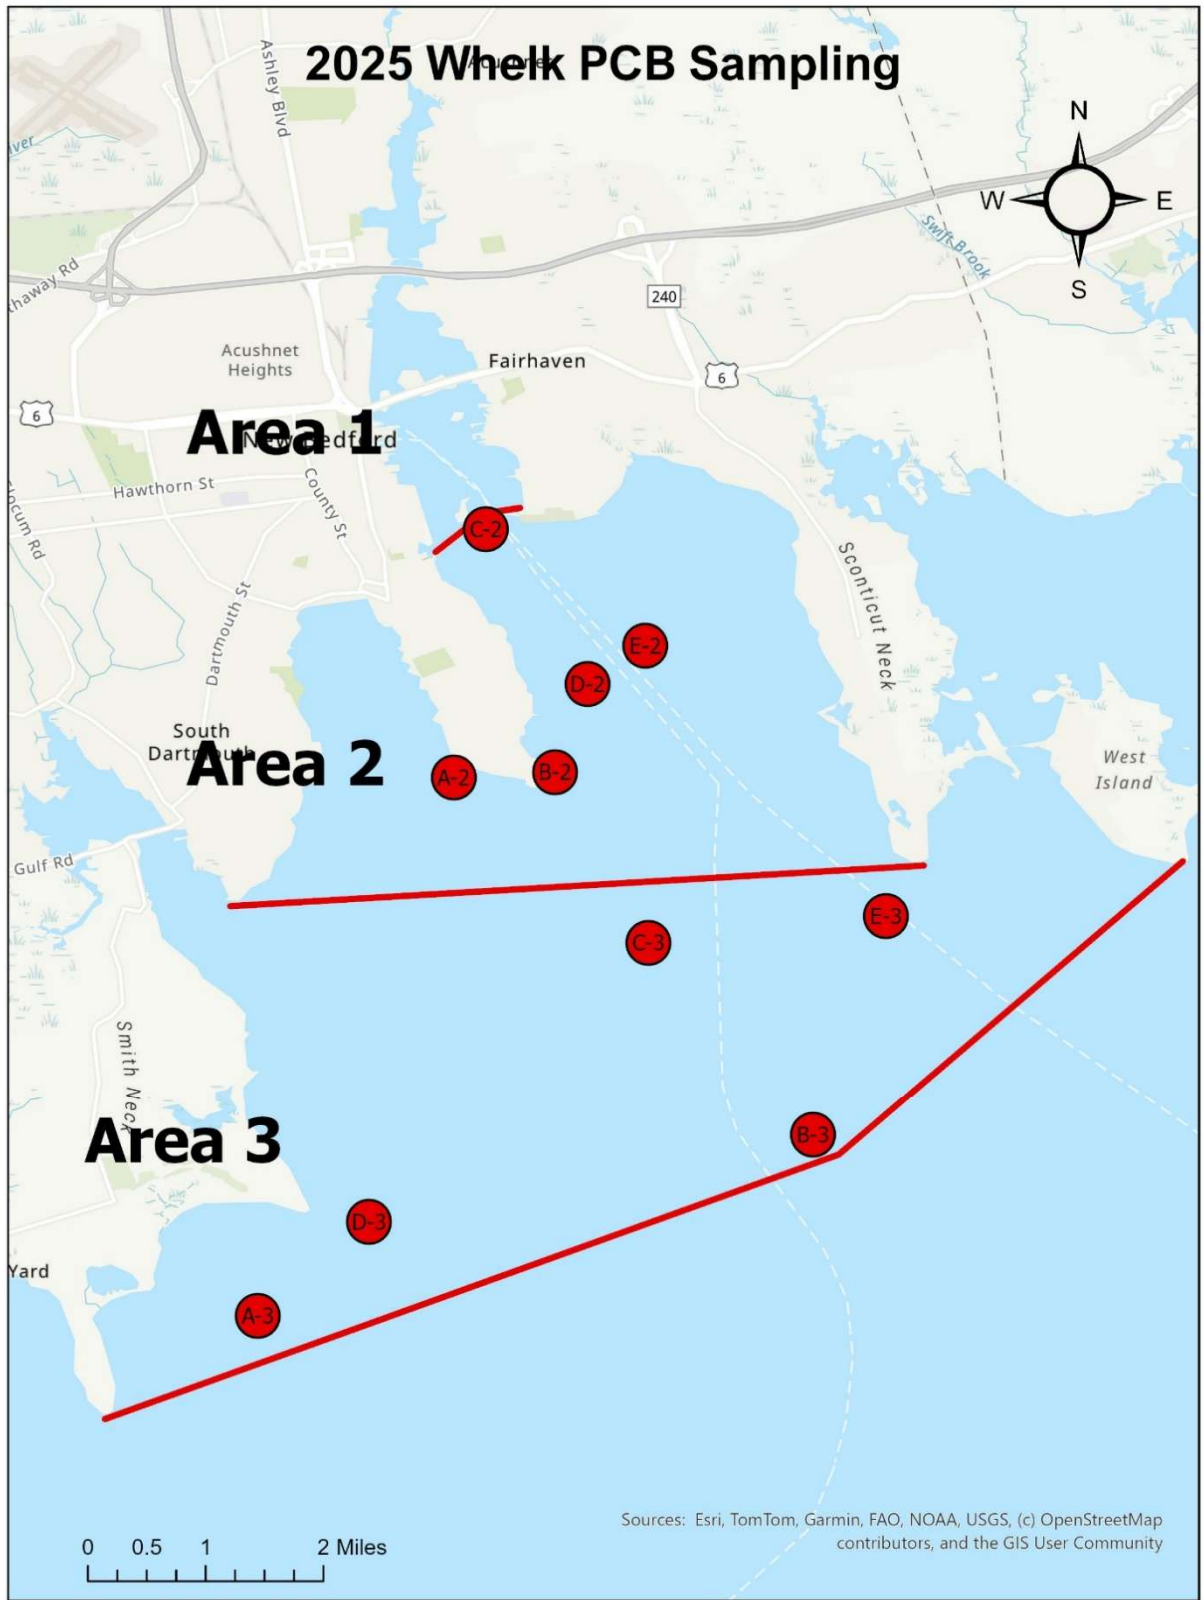 2025 Whelk PCB Sampling
Ashley Blvd
N
W
E
S
Swift Brook
240
Acushnet
Heights
Fairhaven
6
6
Area 1
Hawthorn St
County St
C-2
Sconticut Neck
Dartmouth St
E-2
D-2
South
Area 2
A-2
B-2
West
Island
Gulf Rd
E-3
C-3
Smith Neck
Area 3
B-3
D-3
Yard
A-3
Sources: Esri, TomTom, Garmin, FAO, NOAA, USGS, (c) OpenStreetMap
contributors, and the GIS User Community
0 0.5 1 2 Miles